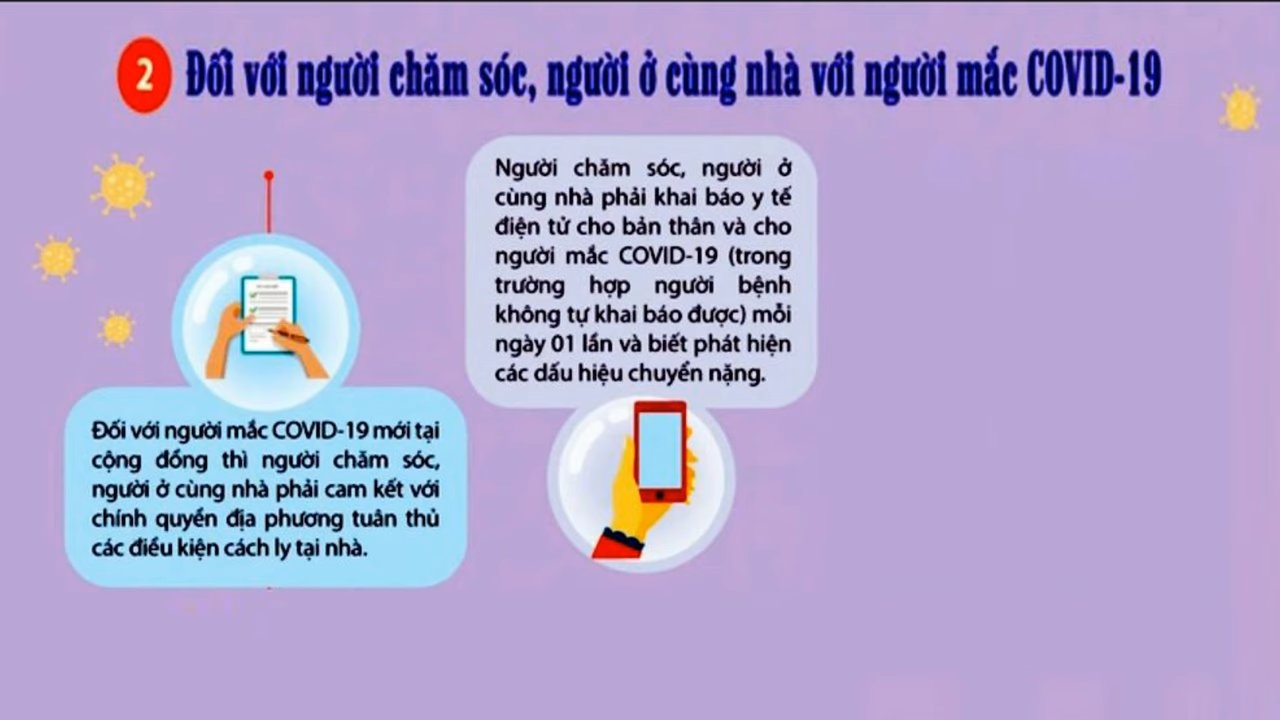 2 Đối với người chăm sóc, người ở cùng nhà với người mắc COVID-19
Đối với người mắc COVID-19 mới tại
cộng đồng thì người chăm sóc,
người ở cùng nhà phải cam kết với
chính quyền địa phương tuân thủ
các điều kiện cách ly tại nhà.
Người chăm sóc, người ở
cùng nhà phải khai báo y tế
điện tử cho bản thân và cho
người mắc COVID-19 (trong
trường hợp người bệnh
không tự khai báo được) mỗi
ngày 01 lần và biết phát hiện
các dấu hiệu chuyển nặng.